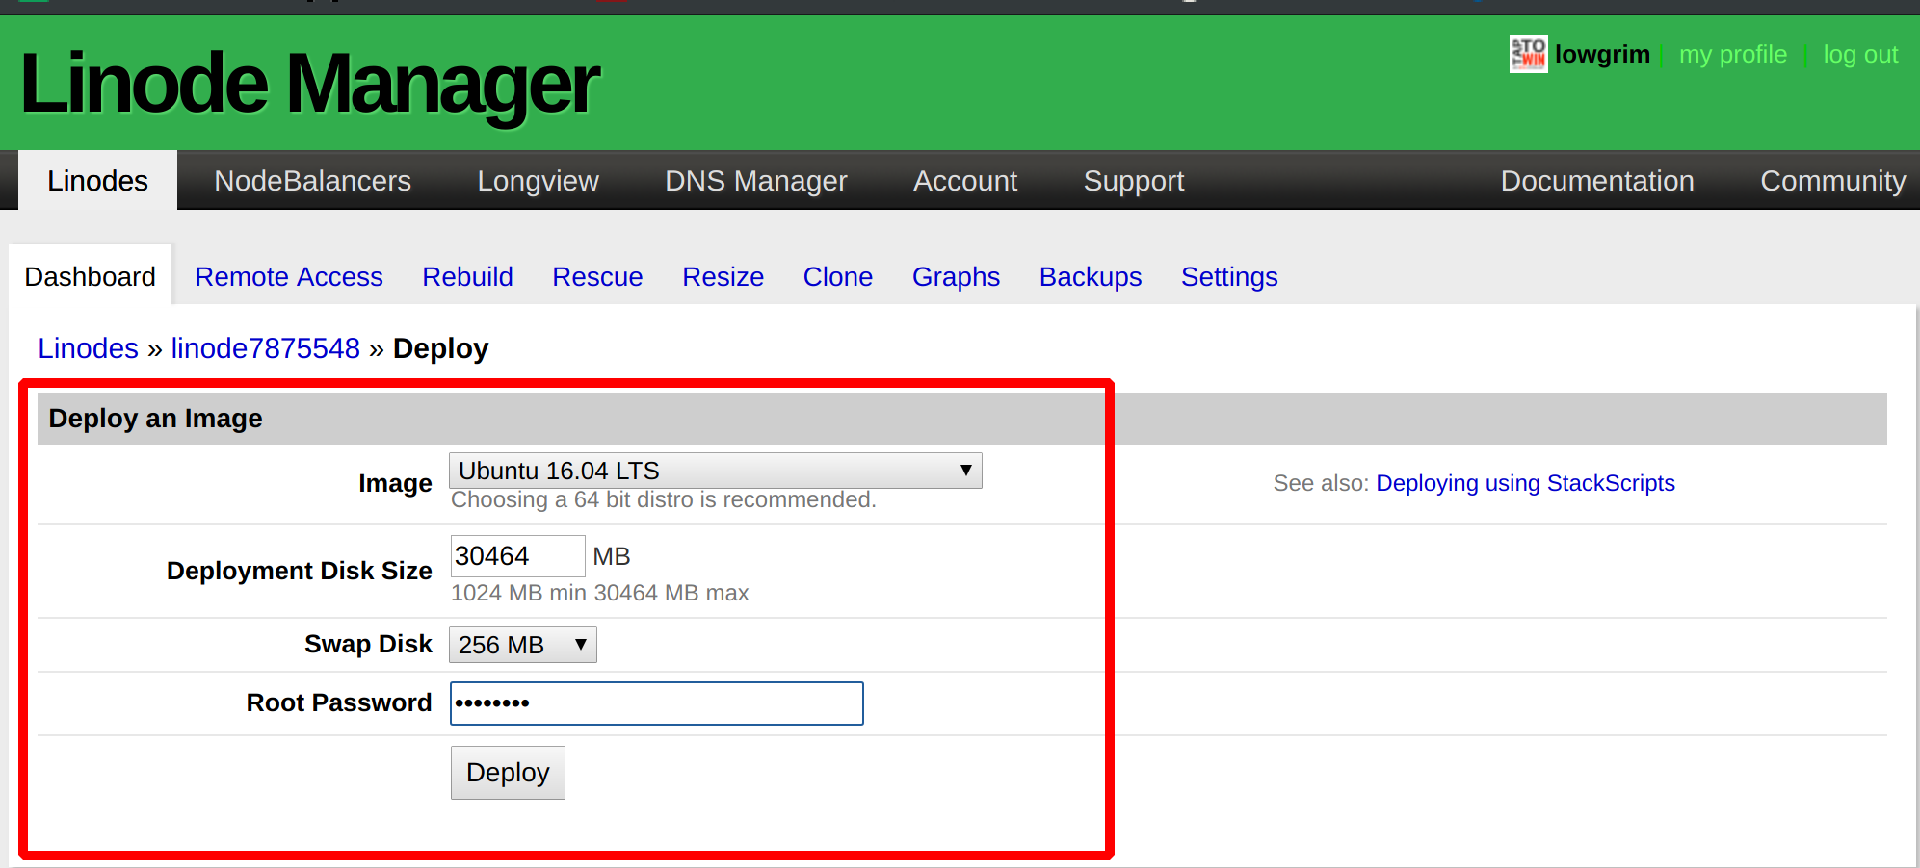 Linode Manager
TAP TO WIN
lowgrim | my profile | log out
Linodes NodeBalancers Longview DNS Manager Account Support Documentation Community
Dashboard Remote Access Rebuild Rescue Resize Clone Graphs Backups Settings
Linodes » linode7875548 » Deploy
Deploy an Image
Image Ubuntu 16.04 LTS
Choosing a 64 bit distro is recommended.
See also: Deploying using StackScripts
Deployment Disk Size 30464 MB
1024 MB min 30464 MB max
Swap Disk 256 MB
Root Password ••••••••
Deploy